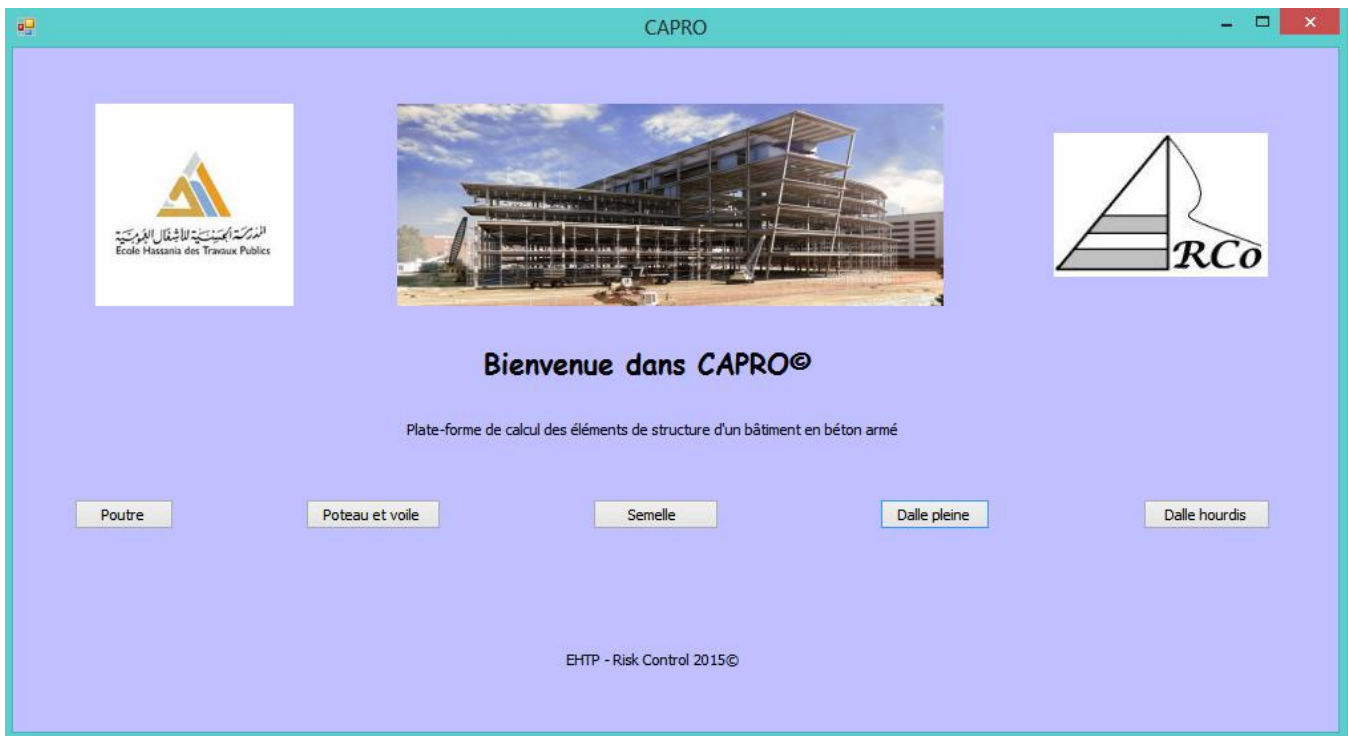 CAPRO
المدرسة الحسنية للأشغال العمومية
Ecole Hassania des Travaux Publics
RCo
Bienvenue dans CAPRO©
Plate-forme de calcul des éléments de structure d'un bâtiment en béton armé
Poutre
Poteau et voile
Semelle
Dalle pleine
Dalle hourdis
EHTP - Risk Control 2015©